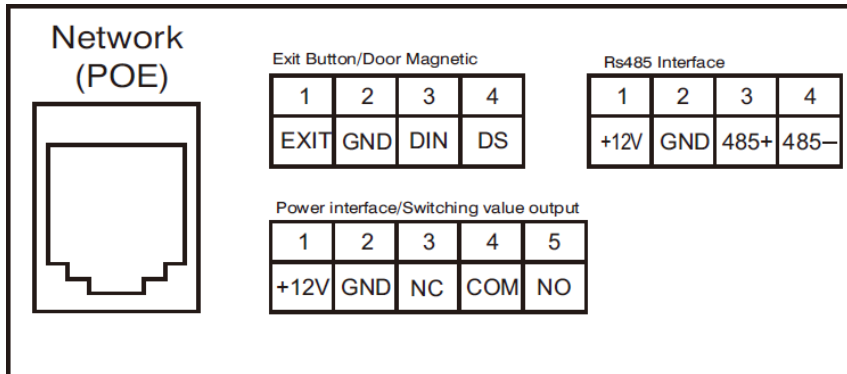 Network
(POE)
Exit Button/Door Magnetic
1 2 3 4
EXIT GND DIN DS
Rs485 Interface
1 2 3 4
+12V GND 485+ 485−
Power interface/Switching value output
1 2 3 4 5
+12V GND NC COM NO